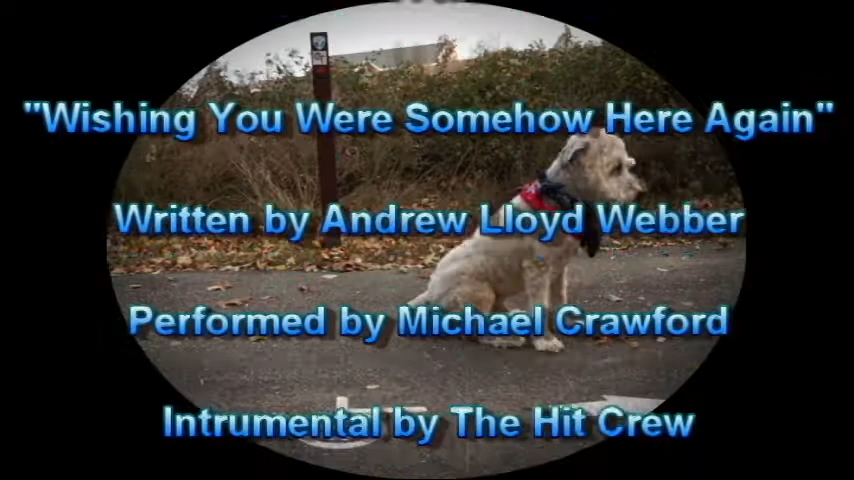 "Wishing You Were Somehow Here Again"
Written by Andrew Lloyd Webber
Performed by Michael Crawford
Intrumental by The Hit Crew